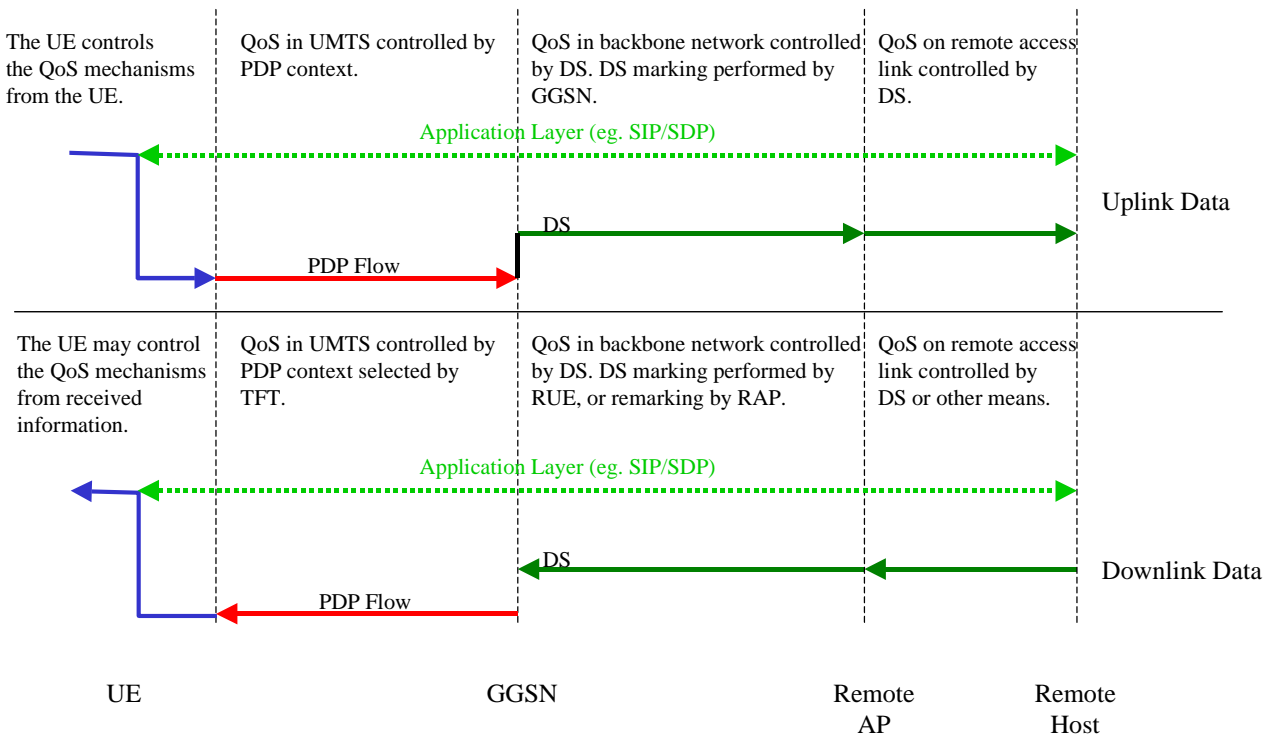 The UE controls
the QoS mechanisms
from the UE.
QoS in UMTS controlled by
PDP context.
QoS in backbone network controlled
by DS. DS marking performed by
GGSN.
QoS on remote access
link controlled by
DS.
Application Layer (eg. SIP/SDP)
Uplink Data
DS
PDP Flow
The UE may control
the QoS mechanisms
from received
information.
QoS in UMTS controlled by
PDP context selected by
TFT.
QoS in backbone network controlled
by DS. DS marking performed by
RUE, or remarking by RAP.
QoS on remote access
link controlled by
DS or other means.
Application Layer (eg. SIP/SDP)
DS
Downlink Data
PDP Flow
UE
GGSN
Remote
AP
Remote
Host